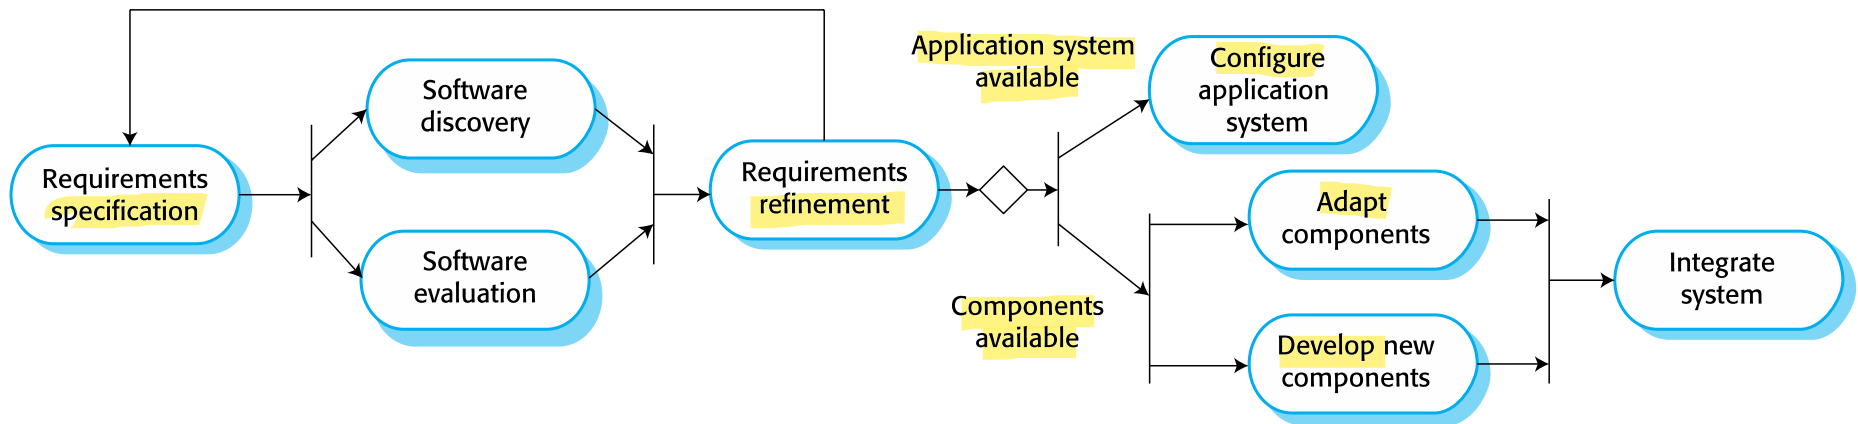 Requirements
specification
Software
discovery
Software
evaluation
Requirements
refinement
Application system
available
Configure
application
system
Components
available
Adapt
components
Develop new
components
Integrate
system